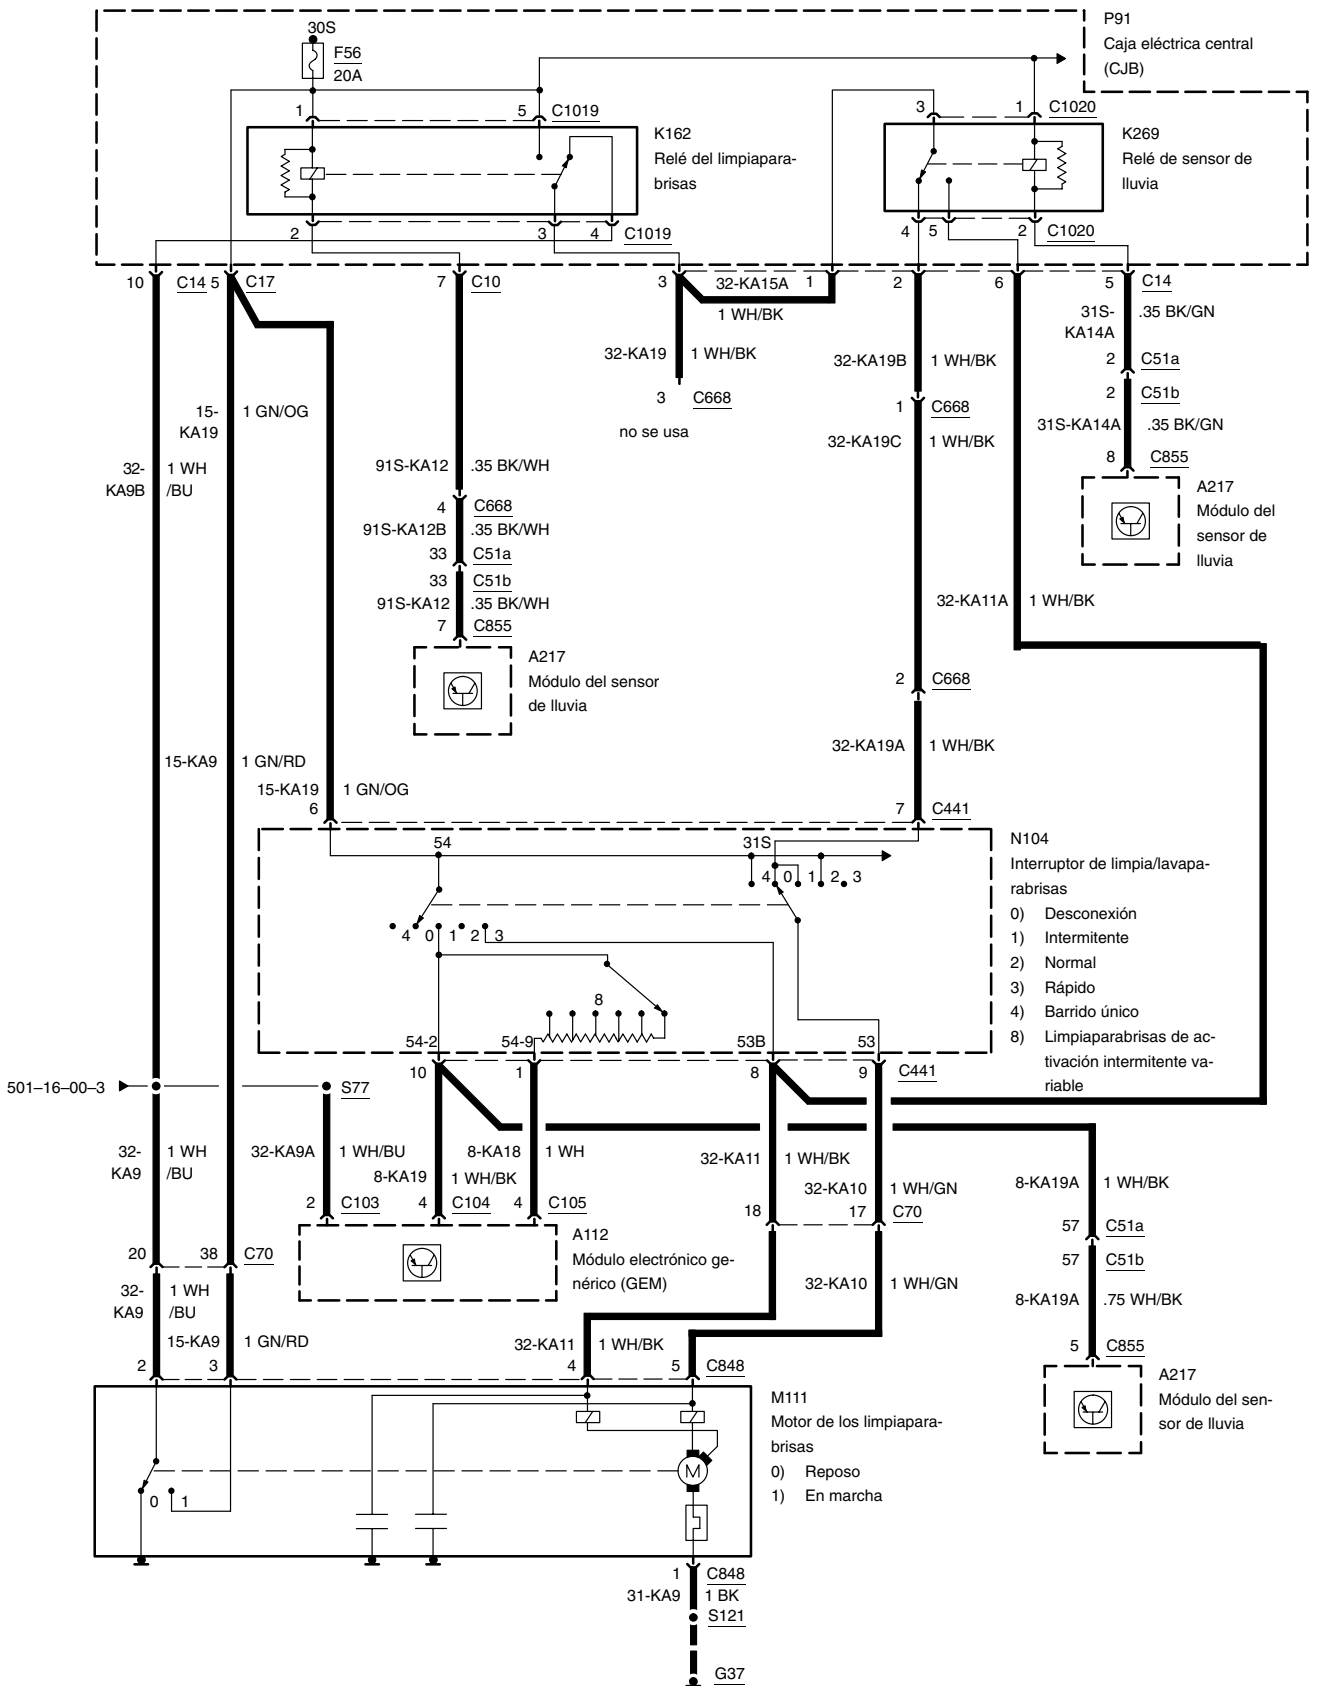 30S
F56
20A
P91
Caja eléctrica central
(CJB)
1
5
C1019
3
1
C1020
K162
Relé del limpiapara-
brisas
K269
Relé de sensor de
lluvia
2
3
4
C1019
4
5
2
C1020
10
C14
5
C17
7
C10
3
32-KA15A
1
1 WH/BK
2
6
5
C14
31S-
KA14A
.35 BK/GN
32-KA19
1 WH/BK
32-KA19B
1 WH/BK
2
C51a
3
C668
no se usa
1
C668
2
C51b
15-
KA19
1 GN/OG
32-KA19C
1 WH/BK
31S-KA14A
.35 BK/GN
32-
KA9B
1 WH
/BU
91S-KA12
.35 BK/WH
8
C855
4
C668
A217
Módulo del
sensor de
lluvia
91S-KA12B
.35 BK/WH
33
C51a
33
C51b
91S-KA12
.35 BK/WH
32-KA11A
1 WH/BK
7
C855
A217
Módulo del sensor
de lluvia
2
C668
15-KA9
1 GN/RD
32-KA19A
1 WH/BK
15-KA19
1 GN/OG
6
7
C441
54
31S
4
0
1
2
3
N104
Interruptor de limpia/lavapa-
rabrisas
0) Desconexión
1) Intermitente
2) Normal
3) Rápido
4) Barrido único
8) Limpiaparabrisas de ac-
tivación intermitente va-
riable
4
0
1
2
3
8
54-2
54-9
53B
53
10
1
8
9
C441
501–16–00–3
S77
32-
KA9
1 WH
/BU
32-KA9A
1 WH/BU
8-KA18
1 WH
32-KA11
1 WH/BK
8-KA19
1 WH/BK
32-KA10
1 WH/GN
8-KA19A
1 WH/BK
2
C103
4
C104
4
C105
18
17
C70
57
C51a
A112
Módulo electrónico ge-
nérico (GEM)
20
38
C70
57
C51b
32-
KA9
1 WH
/BU
32-KA10
1 WH/GN
8-KA19A
.75 WH/BK
15-KA9
1 GN/RD
32-KA11
1 WH/BK
5
C855
2
3
4
5
C848
A217
Módulo del sen-
sor de lluvia
M111
Motor de los limpiapara-
brisas
0) Reposo
1) En marcha
M
0
1
1
C848
31-KA9
1 BK
S121
G37